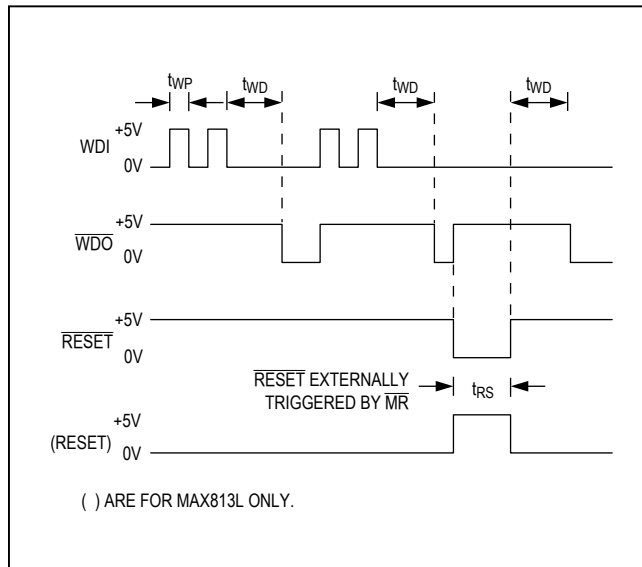 tWP tWD tWD tWD
+5V
WDI
0V
+5V
WDO
0V
+5V
RESET
0V
RESET EXTERNALLY
TRIGGERED BY MR
tRS
+5V
(RESET)
0V
( ) ARE FOR MAX813L ONLY.